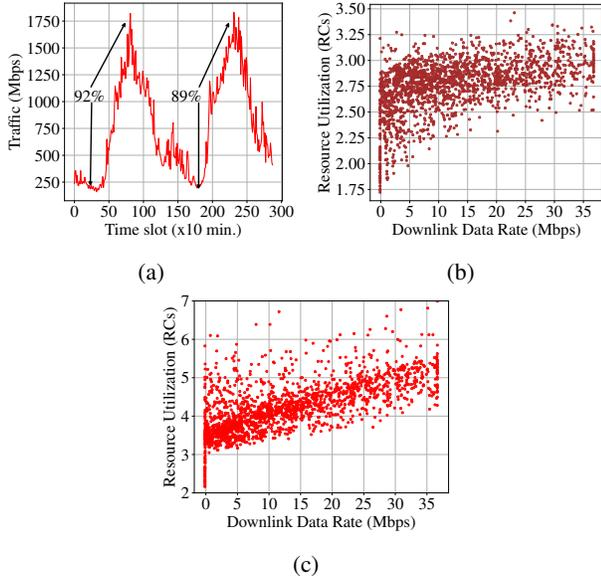 Traffic (Mbps)
1750
1500
1250
1000
750
500
250
92%
89%
0 50 100 150 200 250 300
Time slot (x10 min.)
(a)
Resource Utilization (RCs)
3.50
3.25
3.00
2.75
2.50
2.25
2.00
1.75
0 5 10 15 20 25 30 35
Downlink Data Rate (Mbps)
(b)
Resource Utilization (RCs)
7
6
5
4
3
2
0 5 10 15 20 25 30 35
Downlink Data Rate (Mbps)
(c)